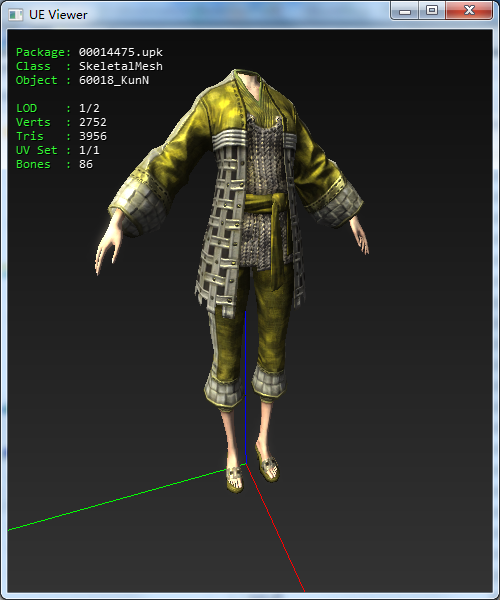 UE Viewer
Package: 00014475.upk
Class : SkeletalMesh
Object : 60018_KunN
LOD : 1/2
Verts : 2752
Tris : 3956
UV Set : 1/1
Bones : 86